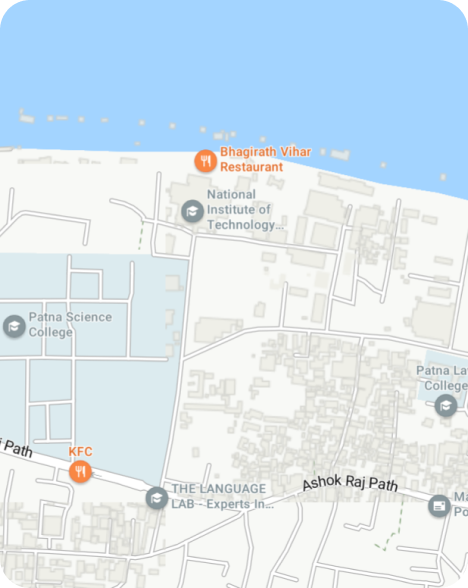 Bhagirath Vihar
Restaurant
National
Institute of
Technology...
Patna Science
College
Patna La
College
i Path
KFC
Ashok Raj Path
THE LANGUAGE
LAB - Experts in...
Ma
Po